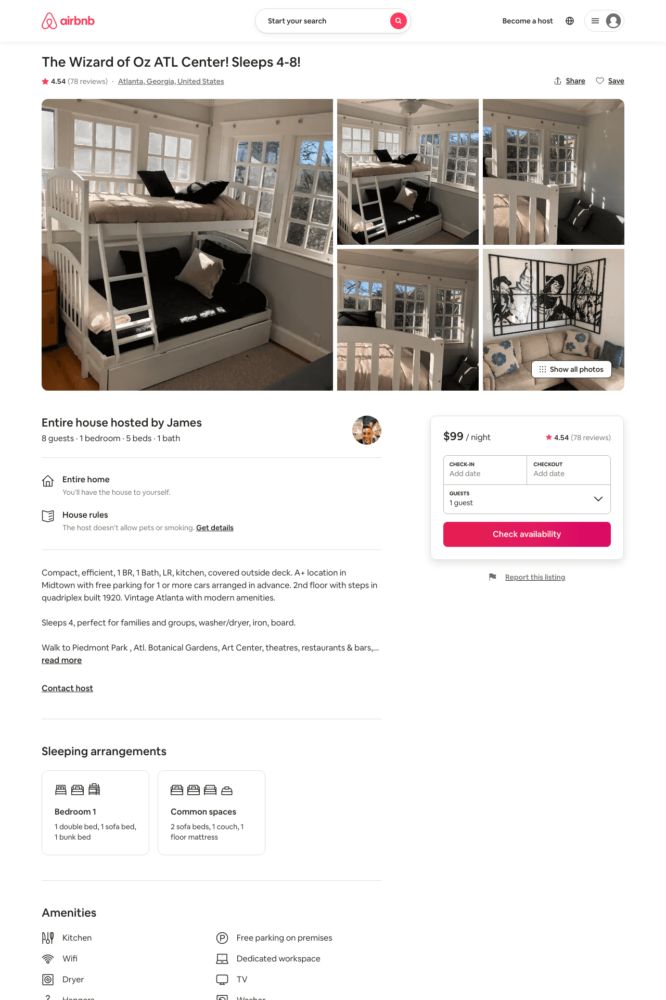 airbnb
Start your search
Become a host
The Wizard of Oz ATL Center! Sleeps 4-8!
4.54 (78 reviews) · Atlanta, Georgia, United States
Share
Save
Show all photos
Entire house hosted by James
8 guests · 1 bedroom · 5 beds · 1 bath
Entire home
You’ll have the house to yourself.
House rules
The host doesn’t allow pets or smoking. Get details
Compact, efficient, 1 BR, 1 Bath, LR, kitchen, covered outside deck. A+ location in
Midtown with free parking for 1 or more cars arranged in advance. 2nd floor with steps in
quadriplex built 1920. Vintage Atlanta with modern amenities.
Sleeps 4, perfect for families and groups, washer/dryer, iron, board.
Walk to Piedmont Park , Atl. Botanical Gardens, Art Center, theatres, restaurants & bars,…
read more
Contact host
$99 / night
4.54 (78 reviews)
CHECK-IN
Add date
CHECKOUT
Add date
GUESTS
1 guest
Check availability
Report this listing
Sleeping arrangements
Bedroom 1
1 double bed, 1 sofa bed,
1 bunk bed
Common spaces
2 sofa beds, 1 couch, 1
floor mattress
Amenities
Kitchen
Free parking on premises
Wifi
Dedicated workspace
Dryer
TV
Hangers
Washer